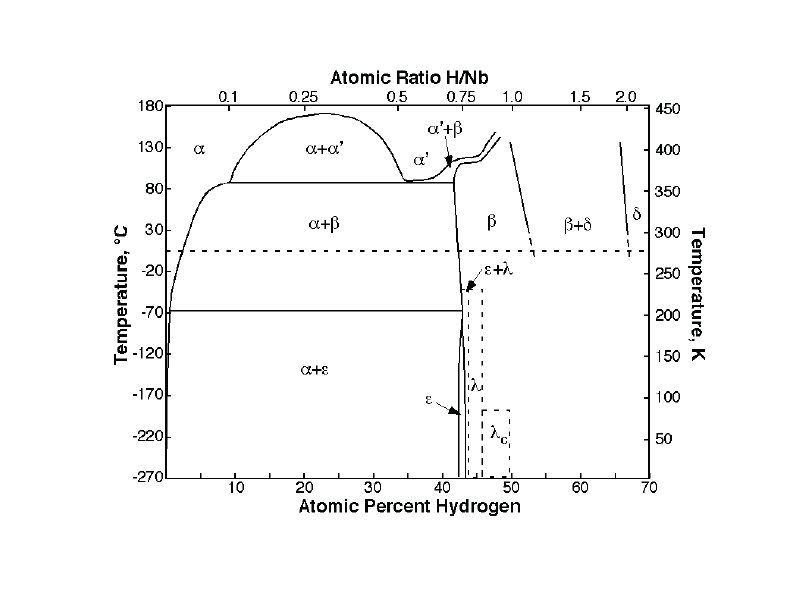 Atomic Ratio H/Nb
0.1 0.25 0.5 0.75 1.0 1.5 2.0
180 450
α'+β
130 α α+α' α' 400
80 350
δ
30 α+β β β+δ 300
Temperature, °C
Temperature, K
-20 ε+λ 250
-70 200
-120 150
α+ε λ
-170 ε 100
-220 λc 50
-270
10 20 30 40 50 60 70
Atomic Percent Hydrogen